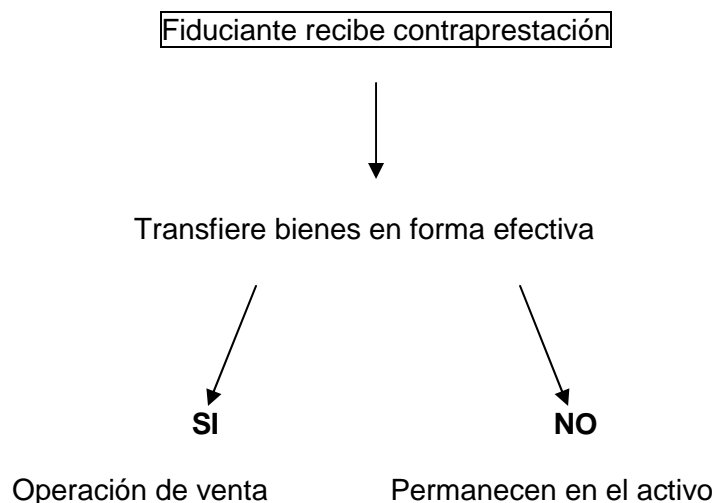 Fiduciante recibe contraprestación
Transfiere bienes en forma efectiva
SI NO
Operación de venta Permanecen en el activo